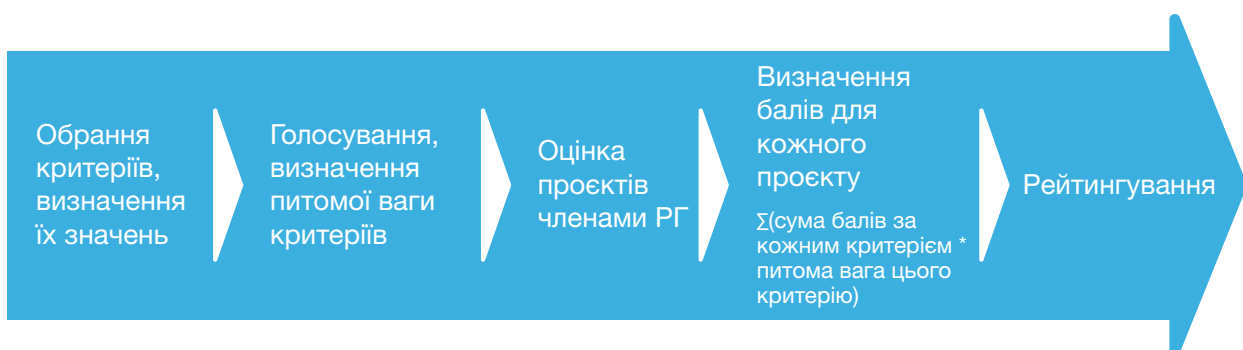 Обрання
критеріїв,
визначення
їх значень
Голосування,
визначення
питомої ваги
критеріїв
Оцінка
проєктів
членами РГ
Визначення
балів для
кожного
проєкту
∑(сума балів за
кожним критерієм *
питома вага цього
критерію)
Рейтингування